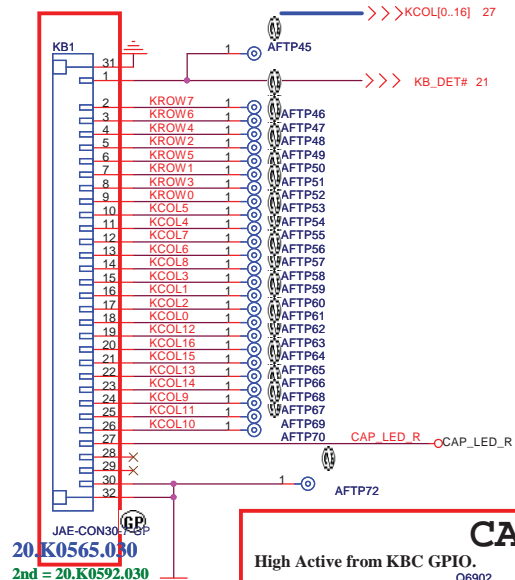 KCOL[0..16] 27
KB1
1
AFTP45
31
1
KB_DET# 21
2 KROW7 1 AFTP46
3 KROW6 1 AFTP47
4 KROW4 1 AFTP48
5 KROW2 1 AFTP49
6 KROW5 1 AFTP50
7 KROW1 1 AFTP51
8 KROW3 1 AFTP52
9 KROW0 1 AFTP53
10 KCOL5 1 AFTP54
11 KCOL4 1 AFTP55
12 KCOL7 1 AFTP56
13 KCOL6 1 AFTP57
14 KCOL8 1 AFTP58
15 KCOL3 1 AFTP59
16 KCOL1 1 AFTP60
17 KCOL2 1 AFTP61
18 KCOL0 1 AFTP62
19 KCOL12 1 AFTP63
20 KCOL16 1 AFTP64
21 KCOL15 1 AFTP65
22 KCOL13 1 AFTP66
23 KCOL14 1 AFTP68
24 KCOL9 1 AFTP67
25 KCOL11 1 AFTP69
26 KCOL10 1 AFTP70
27 CAP_LED_R CAP_LED_R
28
29
30 1 AFTP72
32
JAE-CON30-7-GP
GP
20.K0565.030
2nd = 20.K0592.030
CA
High Active from KBC GPIO.
Q6902